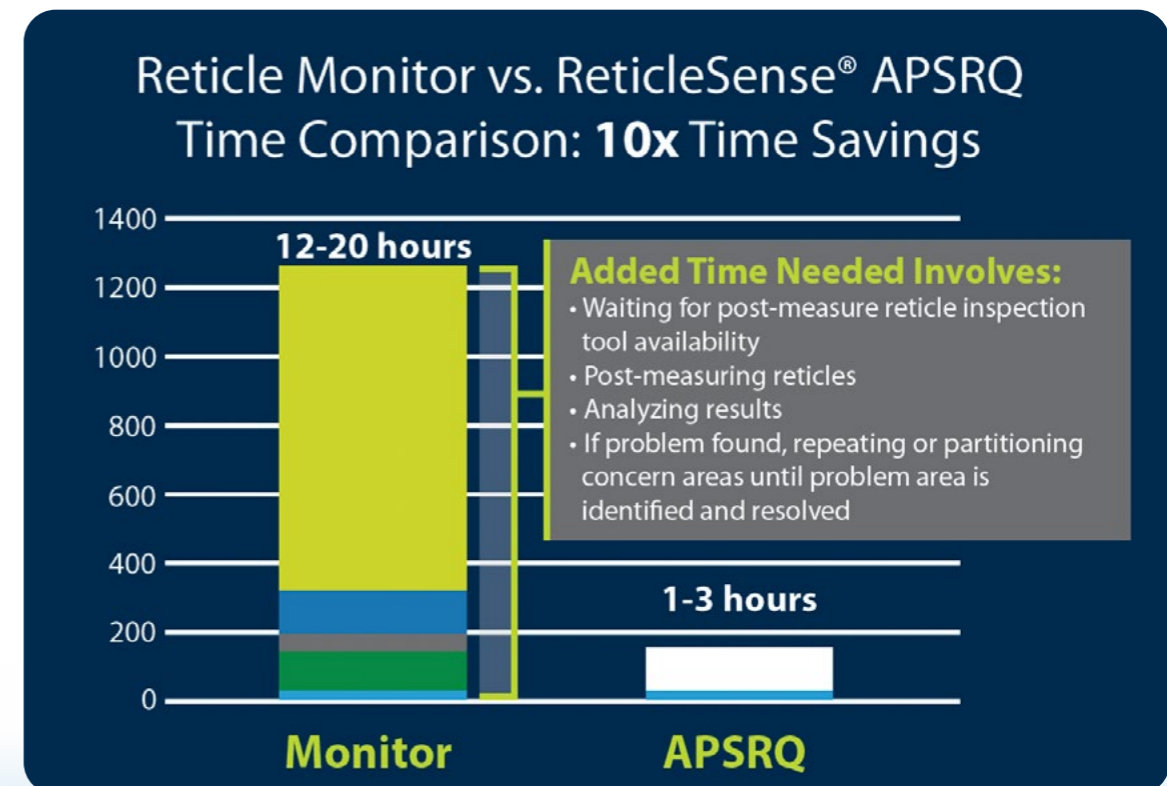 Reticle Monitor vs. ReticleSense® APSRQ
Time Comparison: 10x Time Savings
1400
12-20 hours
1200
1000
800
600
400
200
0
Added Time Needed Involves:
• Waiting for post-measure reticle inspection
tool availability
• Post-measuring reticles
• Analyzing results
• If problem found, repeating or partitioning
concern areas until problem area is
identified and resolved
1-3 hours
Monitor
APSRQ